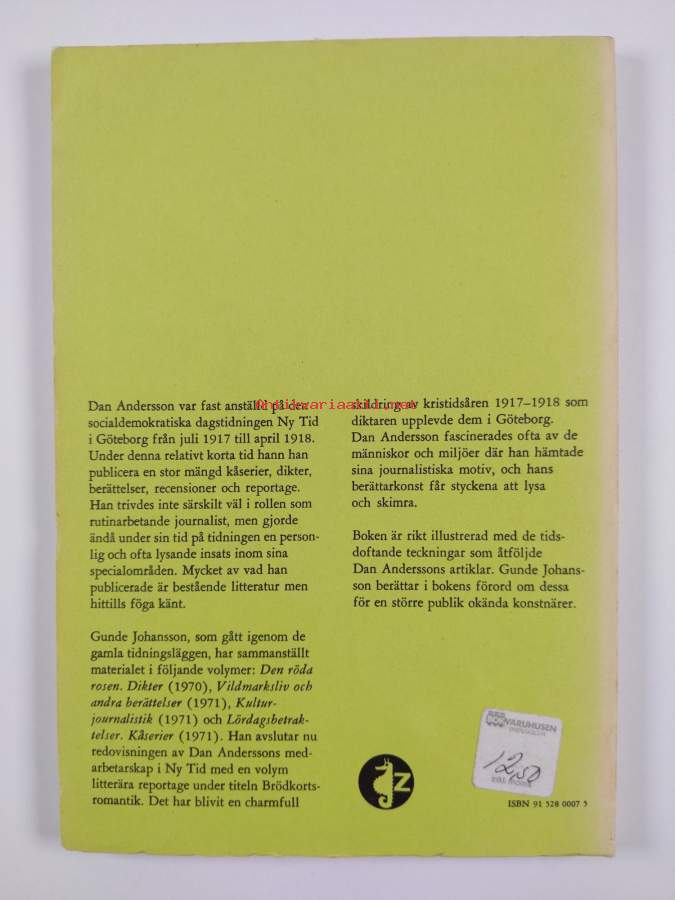 Dan Andersson var fast anställd på den
socialdemokratiska dagstidningen Ny Tid
i Göteborg från juli 1917 till april 1918.
Under denna relativt korta tid hann han
publicera en stor mängd kåserier, dikter,
berättelser, recensioner och reportage.
Han trivdes inte särskilt väl i rollen som
rutinarbetande journalist, men gjorde
ändå under sin tid på tidningen en person-
lig och ofta lysande insats inom sina
specialområden. Mycket av vad han
publicerade är bestående litteratur men
hittills föga känt.
Gunde Johansson, som gått igenom de
gamla tidningsläggen, har sammanställt
materialet i följande volymer: Den röda
rosen. Dikter (1970), Vildmarksliv och
andra berättelser (1971), Kultur-
journalistik (1971) och Lördagsbetrak-
telser. Kåserier (1971). Han avslutar nu
redovisningen av Dan Anderssons med-
arbetarskap i Ny Tid med en volym
litterära reportage under titeln Brödkorts-
romantik. Det har blivit en charmfull
skildring av kristidsåren 1917–1918 som
diktaren upplevde dem i Göteborg.
Dan Andersson fascinerades ofta av de
människor och miljöer där han hämtade
sina journalistiska motiv, och hans
berättarkonst får styckena att lysa
och skimra.
Boken är rikt illustrerad med de tids-
doftande teckningar som åtföljde
Dan Anderssons artiklar. Gunde Johans-
son berättar i bokens förord om dessa
för en större publik okända konstnärer.
Antikvariaatti.net
Z
VARUHUSEN
12,50
ISBN 91 528 0007 5